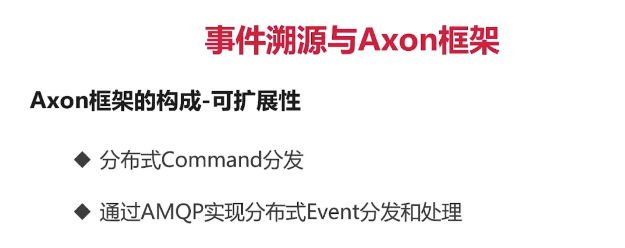 事件溯源与Axon框架
Axon框架的构成-可扩展性
◆ 分布式Command分发
◆ 通过AMQP实现分布式Event分发和处理